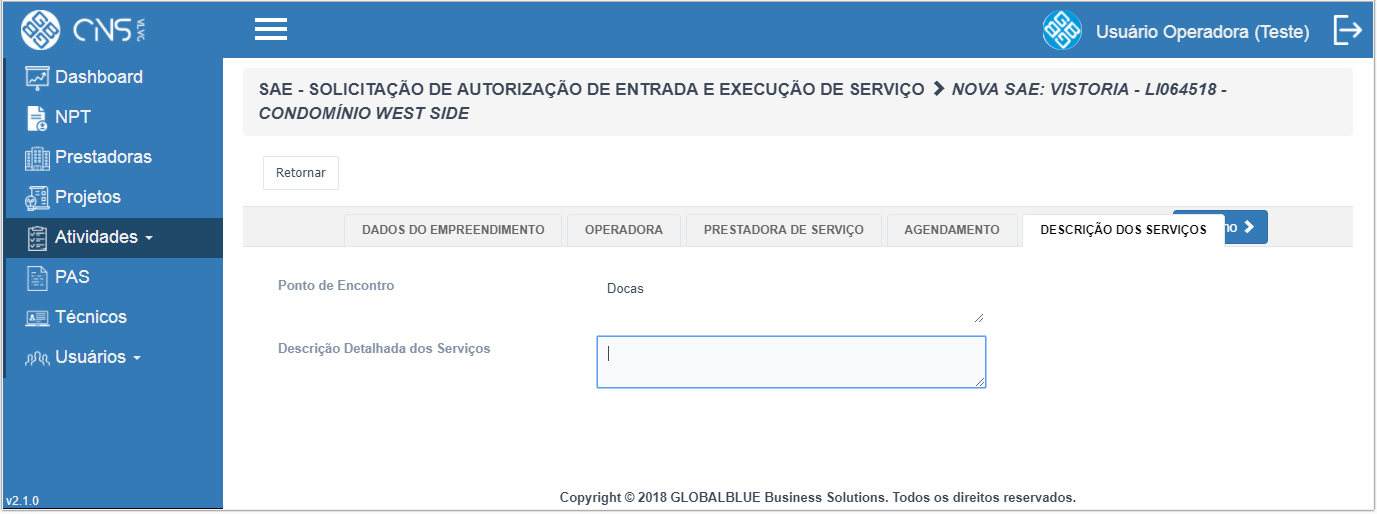 CNS
Usuário Operadora (Teste)
Dashboard
NPT
Prestadoras
Projetos
Atividades
PAS
Técnicos
Usuários
v2.1.0
SAE - SOLICITAÇÃO DE AUTORIZAÇÃO DE ENTRADA E EXECUÇÃO DE SERVIÇO NOVA SAE: VISTORIA - LI064518 -
CONDOMÍNIO WEST SIDE
Retornar
DADOS DO EMPREENDIMENTO OPERADORA PRESTADORA DE SERVIÇO AGENDAMENTO DESCRIÇÃO DOS SERVIÇOS
Ponto de Encontro Docas
Descrição Detalhada dos Serviços
Copyright © 2018 GLOBALBLUE Business Solutions. Todos os direitos reservados.